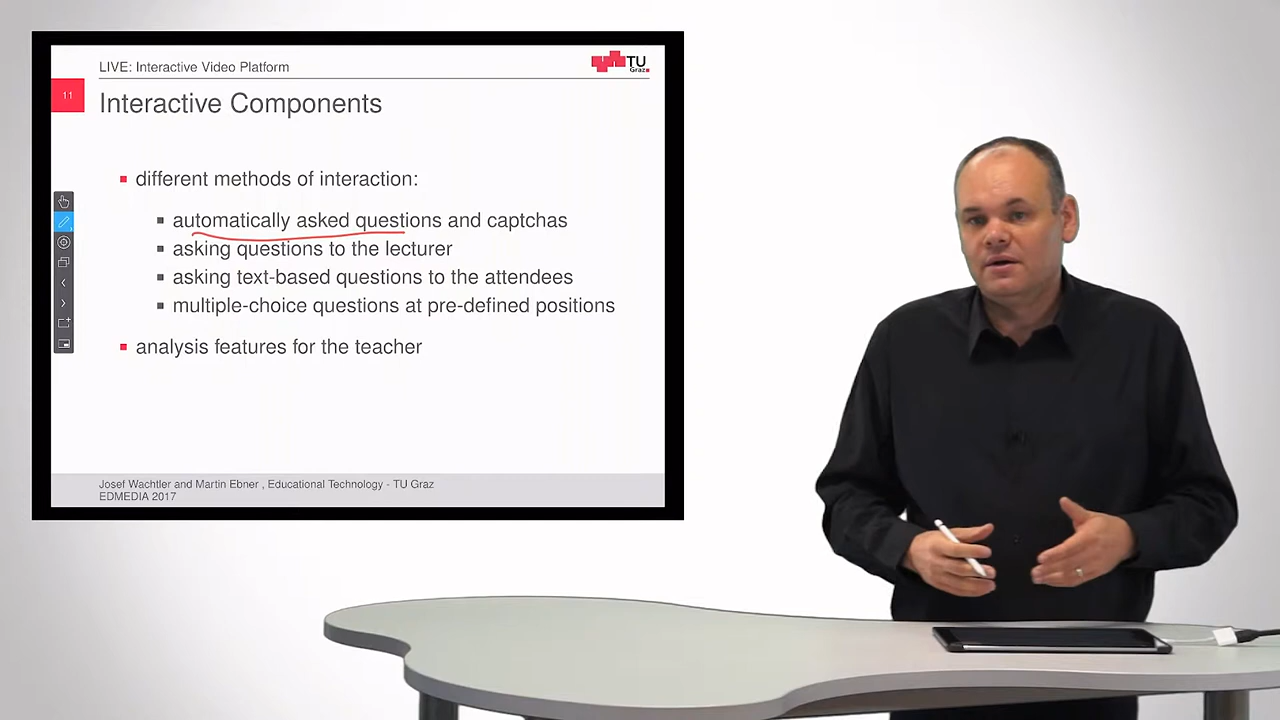 LIVE: Interactive Video Platform
TU
Graz
11
Interactive Components
different methods of interaction:
automatically asked questions and captchas
asking questions to the lecturer
asking text-based questions to the attendees
multiple-choice questions at pre-defined positions
analysis features for the teacher
Josef Wachtler and Martin Ebner , Educational Technology - TU Graz
EDMEDIA 2017